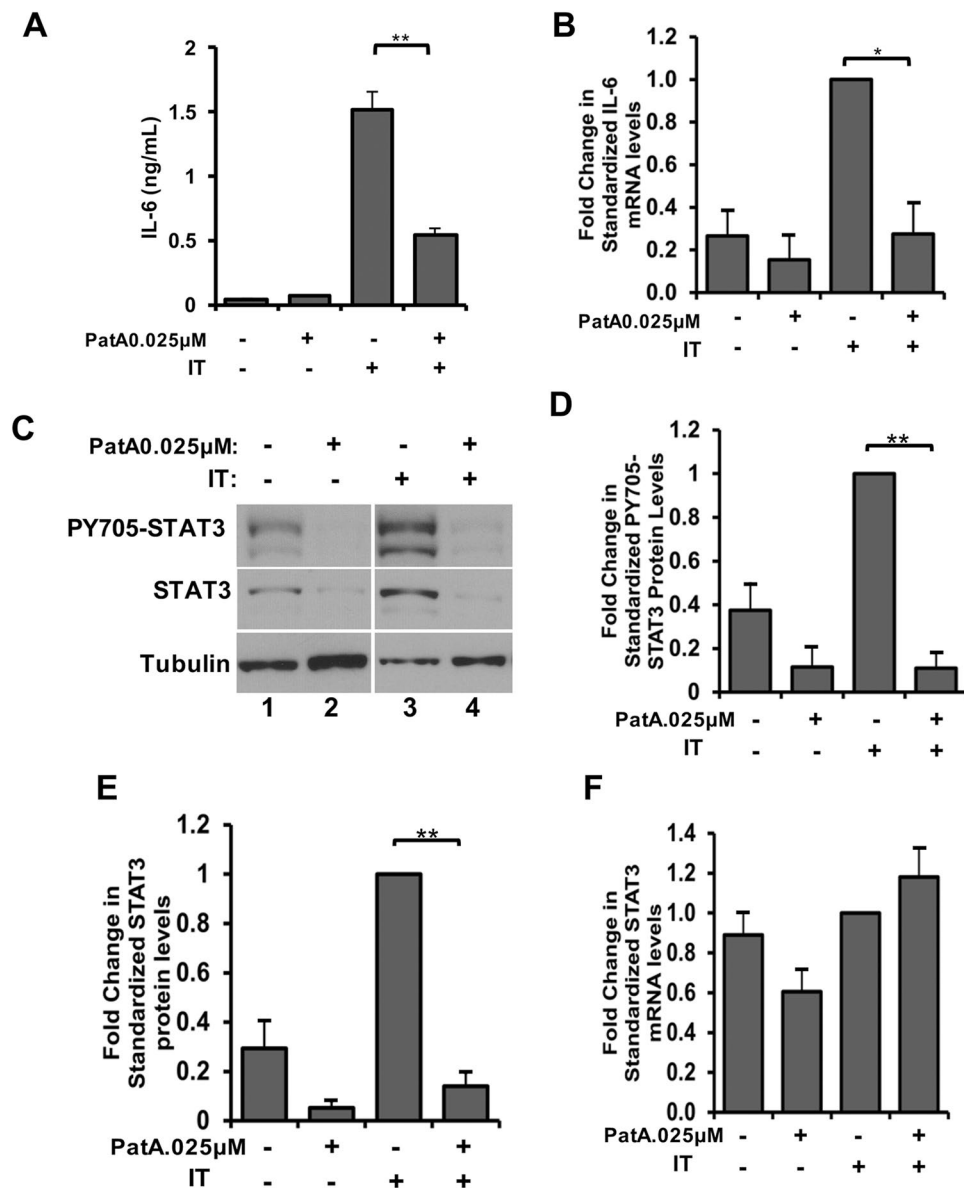 A
2
1.5
1
0.5
0
IL-6 (ng/mL)
**
PatA0.025µM - + - +
IT - - + +
B
1.2
1.0
0.8
0.6
0.4
0.2
0.0
Fold Change in
Standardized IL-6
mRNA levels
*
PatA0.025µM - + - +
IT - - + +
C
PatA0.025µM: - + - +
IT: - - + +
PY705-STAT3
STAT3
Tubulin
1 2 3 4
D
1.2
1
0.8
0.6
0.4
0.2
0
Fold Change in
Standardized PY705-
STAT3 Protein Levels
**
PatA.025µM - + - +
IT - - + +
E
1.2
1
0.8
0.6
0.4
0.2
0
Fold Change in
Standardized STAT3
protein levels
**
PatA.025µM - + - +
IT - - + +
F
1.4
1.2
1.0
0.8
0.6
0.4
0.2
0.0
Fold Change in
Standardized STAT3
mRNA levels
PatA.025µM - + - +
IT - - + +